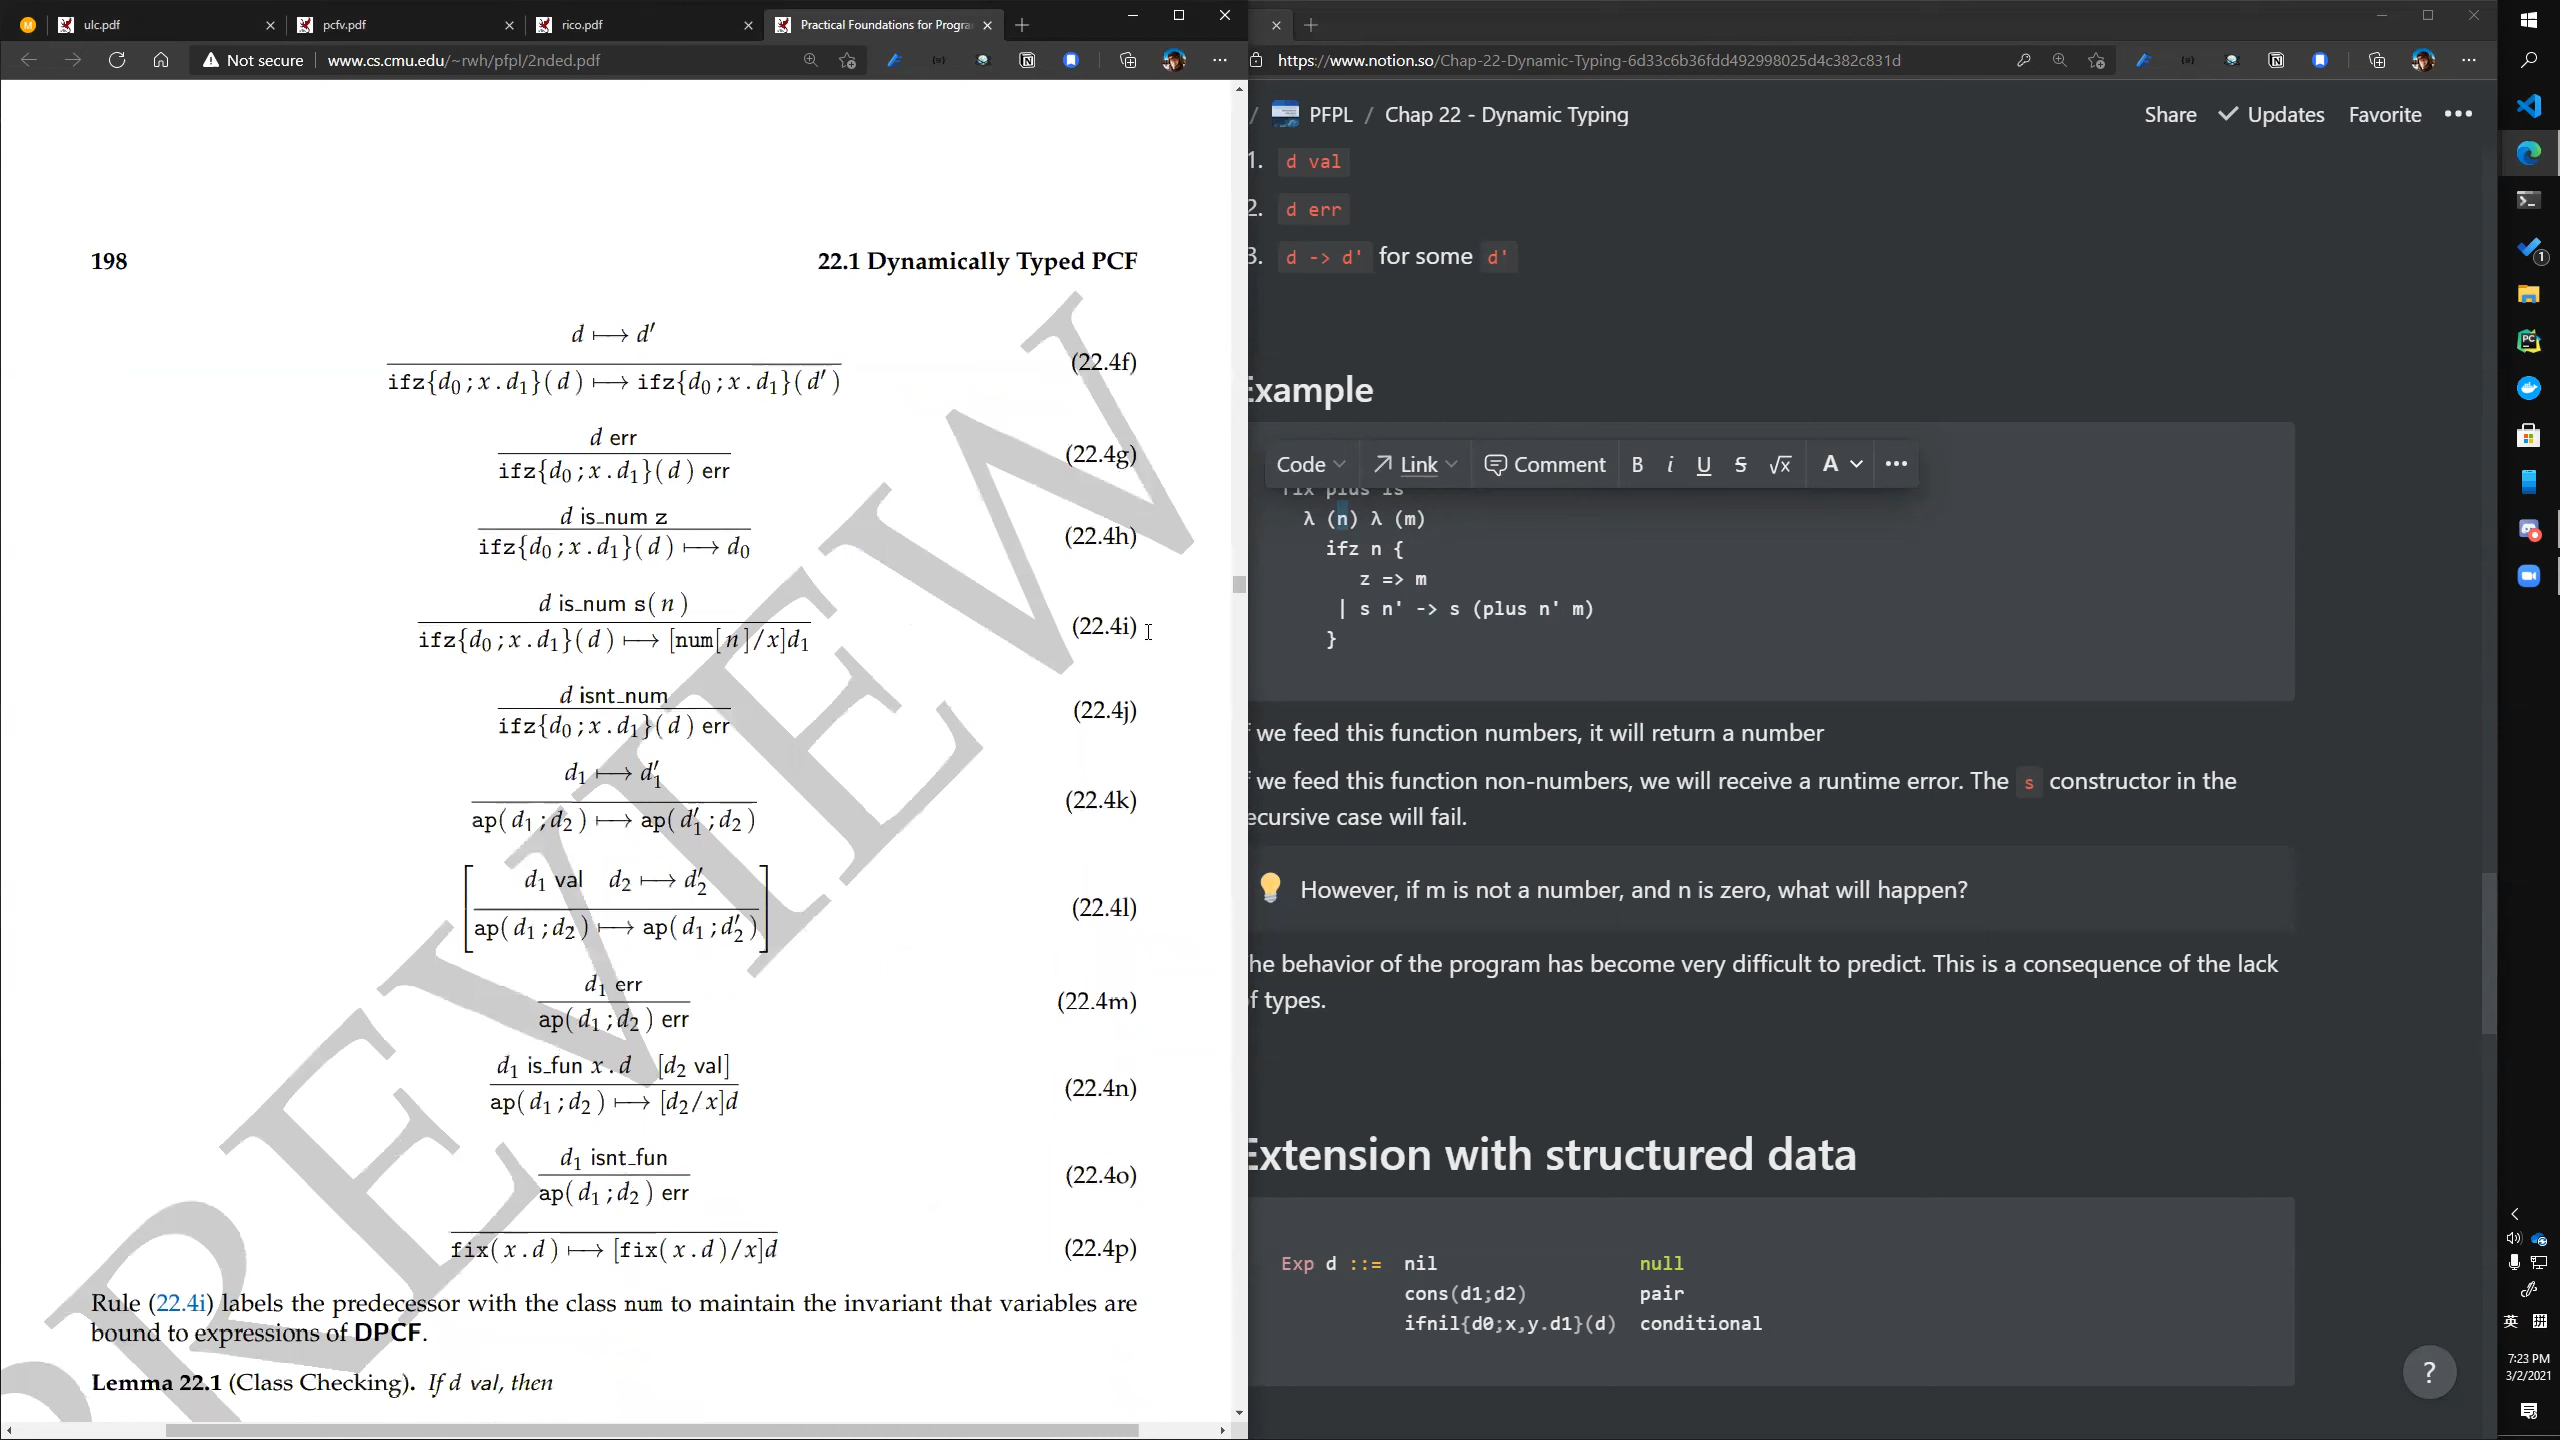 ulc.pdf
pcfv.pdf
rico.pdf
Practical Foundations for Progra
Not secure
www.cs.cmu.edu/~rwh/pfpl/2nded.pdf
198
22.1 Dynamically Typed PCF
d ⟼ d′
ifz{d₀;x.d₁}(d) ⟼ ifz{d₀;x.d₁}(d′)
(22.4f)
d err
ifz{d₀;x.d₁}(d) err
(22.4g)
d is_num z
ifz{d₀;x.d₁}(d) ⟼ d₀
(22.4h)
d is_num s(n)
ifz{d₀;x.d₁}(d) ⟼ [num[n]/x]d₁
(22.4i)
d isnt_num
ifz{d₀;x.d₁}(d) err
(22.4j)
d₁ ⟼ d₁′
ap(d₁;d₂) ⟼ ap(d₁′;d₂)
(22.4k)
d₁ val d₂ ⟼ d₂′
ap(d₁;d₂) ⟼ ap(d₁;d₂′)
(22.4l)
d₁ err
ap(d₁;d₂) err
(22.4m)
d₁ is_fun x.d [d₂ val]
ap(d₁;d₂) ⟼ [d₂/x]d
(22.4n)
d₁ isnt_fun
ap(d₁;d₂) err
(22.4o)
fix(x.d) ⟼ [fix(x.d)/x]d
(22.4p)
Rule (22.4i) labels the predecessor with the class num to maintain the invariant that variables are
bound to expressions of DPCF.
Lemma 22.1 (Class Checking). If d val, then
PREVIEW
https://www.notion.so/Chap-22-Dynamic-Typing-6d33c6b36fdd492998025d4c382c831d
/ PFPL / Chap 22 - Dynamic Typing
Share
Updates
Favorite
1. d val
2. d err
3. d -> d' for some d'
Example
Code
Link
Comment
B i U S √x A
fix plus is
λ (n) λ (m)
ifz n {
z => m
| s n' -> s (plus n' m)
}
f we feed this function numbers, it will return a number
f we feed this function non-numbers, we will receive a runtime error. The s constructor in the
ecursive case will fail.
However, if m is not a number, and n is zero, what will happen?
he behavior of the program has become very difficult to predict. This is a consequence of the lack
f types.
Extension with structured data
Exp d ::= nil null
cons(d1;d2) pair
ifnil{d0;x,y.d1}(d) conditional
?
1
英
拼
7:23 PM
3/2/2021